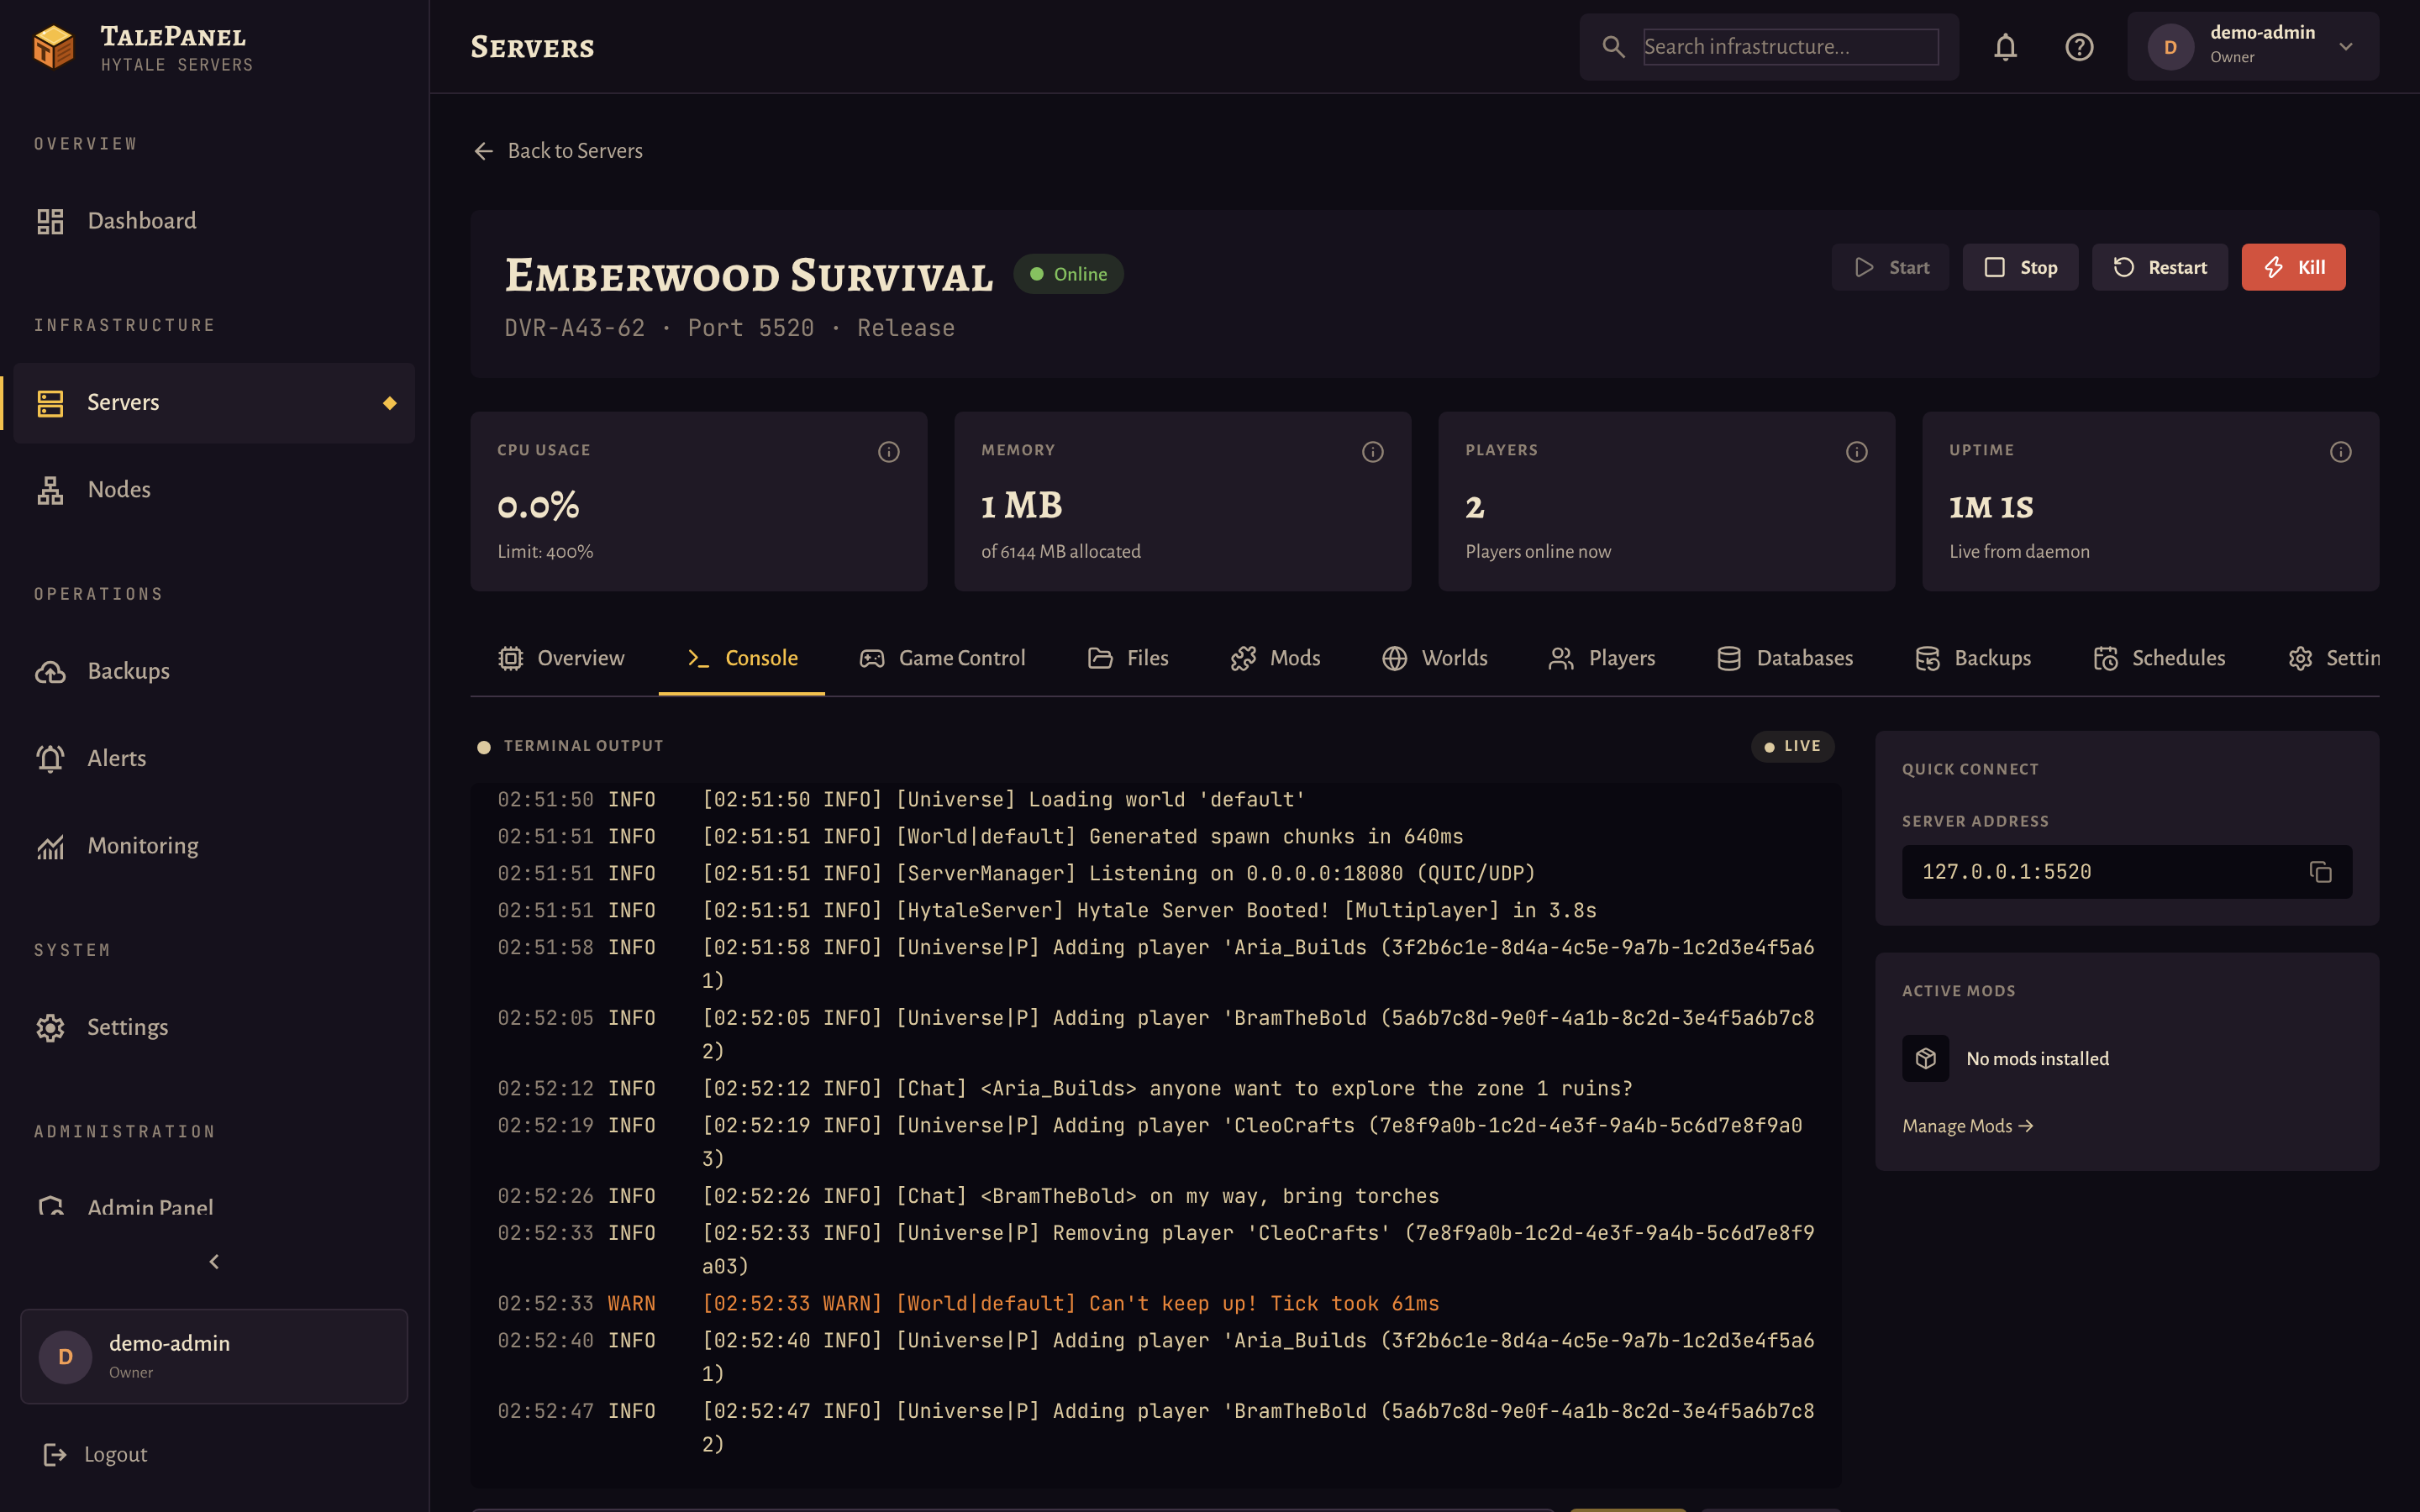 TalePanel
HYTALE SERVERS
OVERVIEW
Dashboard
INFRASTRUCTURE
Servers
Nodes
OPERATIONS
Backups
Alerts
Monitoring
SYSTEM
Settings
ADMINISTRATION
Admin Panel
D
demo-admin
Owner
Logout
Servers
Search infrastructure...
D
demo-admin
Owner
Back to Servers
Emberwood Survival
Online
DVR-A43-62 · Port 5520 · Release
Start
Stop
Restart
Kill
CPU USAGE
0.0%
Limit: 400%
MEMORY
1 MB
of 6144 MB allocated
PLAYERS
2
Players online now
UPTIME
1m 1s
Live from daemon
Overview
Console
Game Control
Files
Mods
Worlds
Players
Databases
Backups
Schedules
Settin
TERMINAL OUTPUT
LIVE
02:51:50 INFO [02:51:50 INFO] [Universe] Loading world 'default'
02:51:51 INFO [02:51:51 INFO] [World|default] Generated spawn chunks in 640ms
02:51:51 INFO [02:51:51 INFO] [ServerManager] Listening on 0.0.0.0:18080 (QUIC/UDP)
02:51:51 INFO [02:51:51 INFO] [HytaleServer] Hytale Server Booted! [Multiplayer] in 3.8s
02:51:58 INFO [02:51:58 INFO] [Universe|P] Adding player 'Aria_Builds (3f2b6c1e-8d4a-4c5e-9a7b-1c2d3e4f5a6
1)
02:52:05 INFO [02:52:05 INFO] [Universe|P] Adding player 'BramTheBold (5a6b7c8d-9e0f-4a1b-8c2d-3e4f5a6b7c8
2)
02:52:12 INFO [02:52:12 INFO] [Chat] <Aria_Builds> anyone want to explore the zone 1 ruins?
02:52:19 INFO [02:52:19 INFO] [Universe|P] Adding player 'CleoCrafts (7e8f9a0b-1c2d-4e3f-9a4b-5c6d7e8f9a0
3)
02:52:26 INFO [02:52:26 INFO] [Chat] <BramTheBold> on my way, bring torches
02:52:33 INFO [02:52:33 INFO] [Universe|P] Removing player 'CleoCrafts' (7e8f9a0b-1c2d-4e3f-9a4b-5c6d7e8f9
a03)
02:52:33 WARN [02:52:33 WARN] [World|default] Can't keep up! Tick took 61ms
02:52:40 INFO [02:52:40 INFO] [Universe|P] Adding player 'Aria_Builds (3f2b6c1e-8d4a-4c5e-9a7b-1c2d3e4f5a6
1)
02:52:47 INFO [02:52:47 INFO] [Universe|P] Adding player 'BramTheBold (5a6b7c8d-9e0f-4a1b-8c2d-3e4f5a6b7c8
2)
QUICK CONNECT
SERVER ADDRESS
127.0.0.1:5520
ACTIVE MODS
No mods installed
Manage Mods →